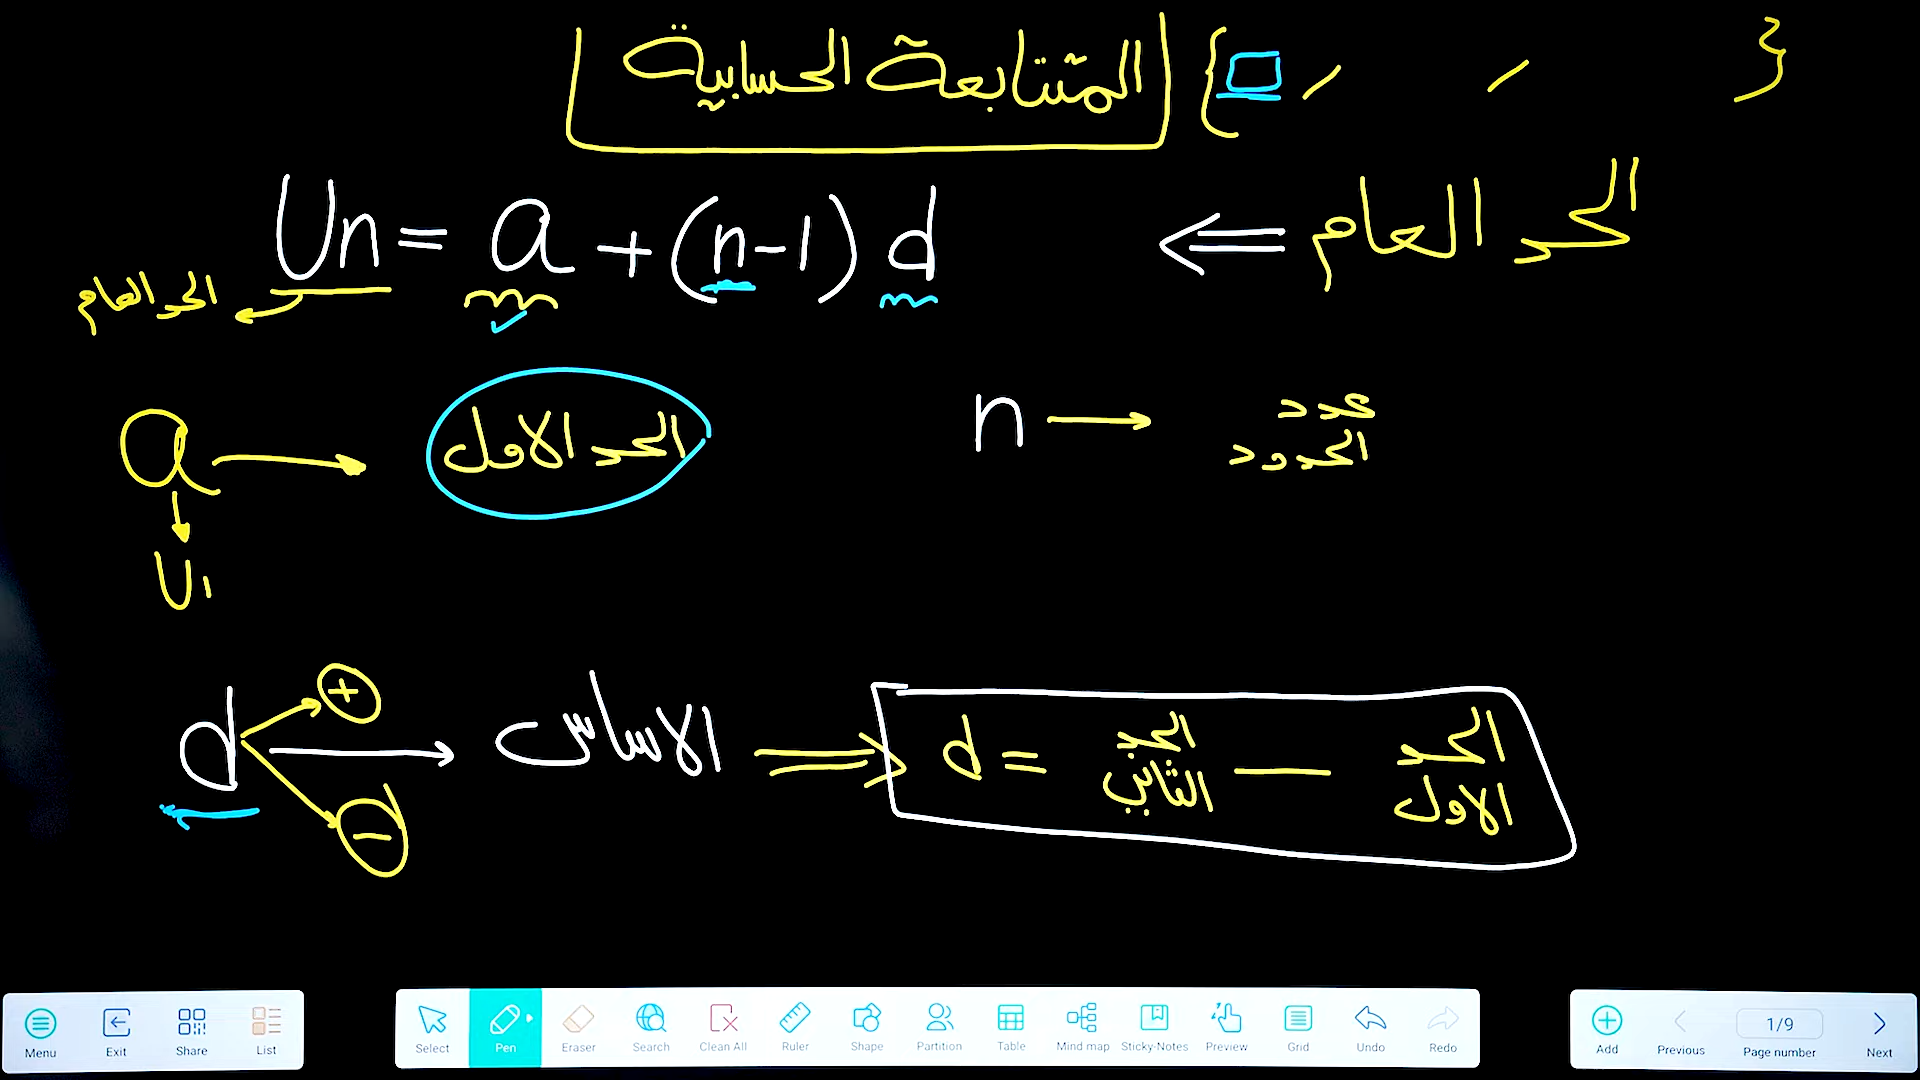 المتتابعة الحسابية { , , }
الحد العام ⇐ Un = a + (n-1) d
الحد العام
a → الحد الاول
n → عدد الحدود
U1
d → الاساس ⇒ d = الحد الثاني — الحد الاول
+
−
Menu Exit Share List
Select Pen Eraser Search Clean All Ruler Shape Partition Table Mind map Sticky-Notes Preview Grid Undo Redo
Add Previous 1/9 Page number Next